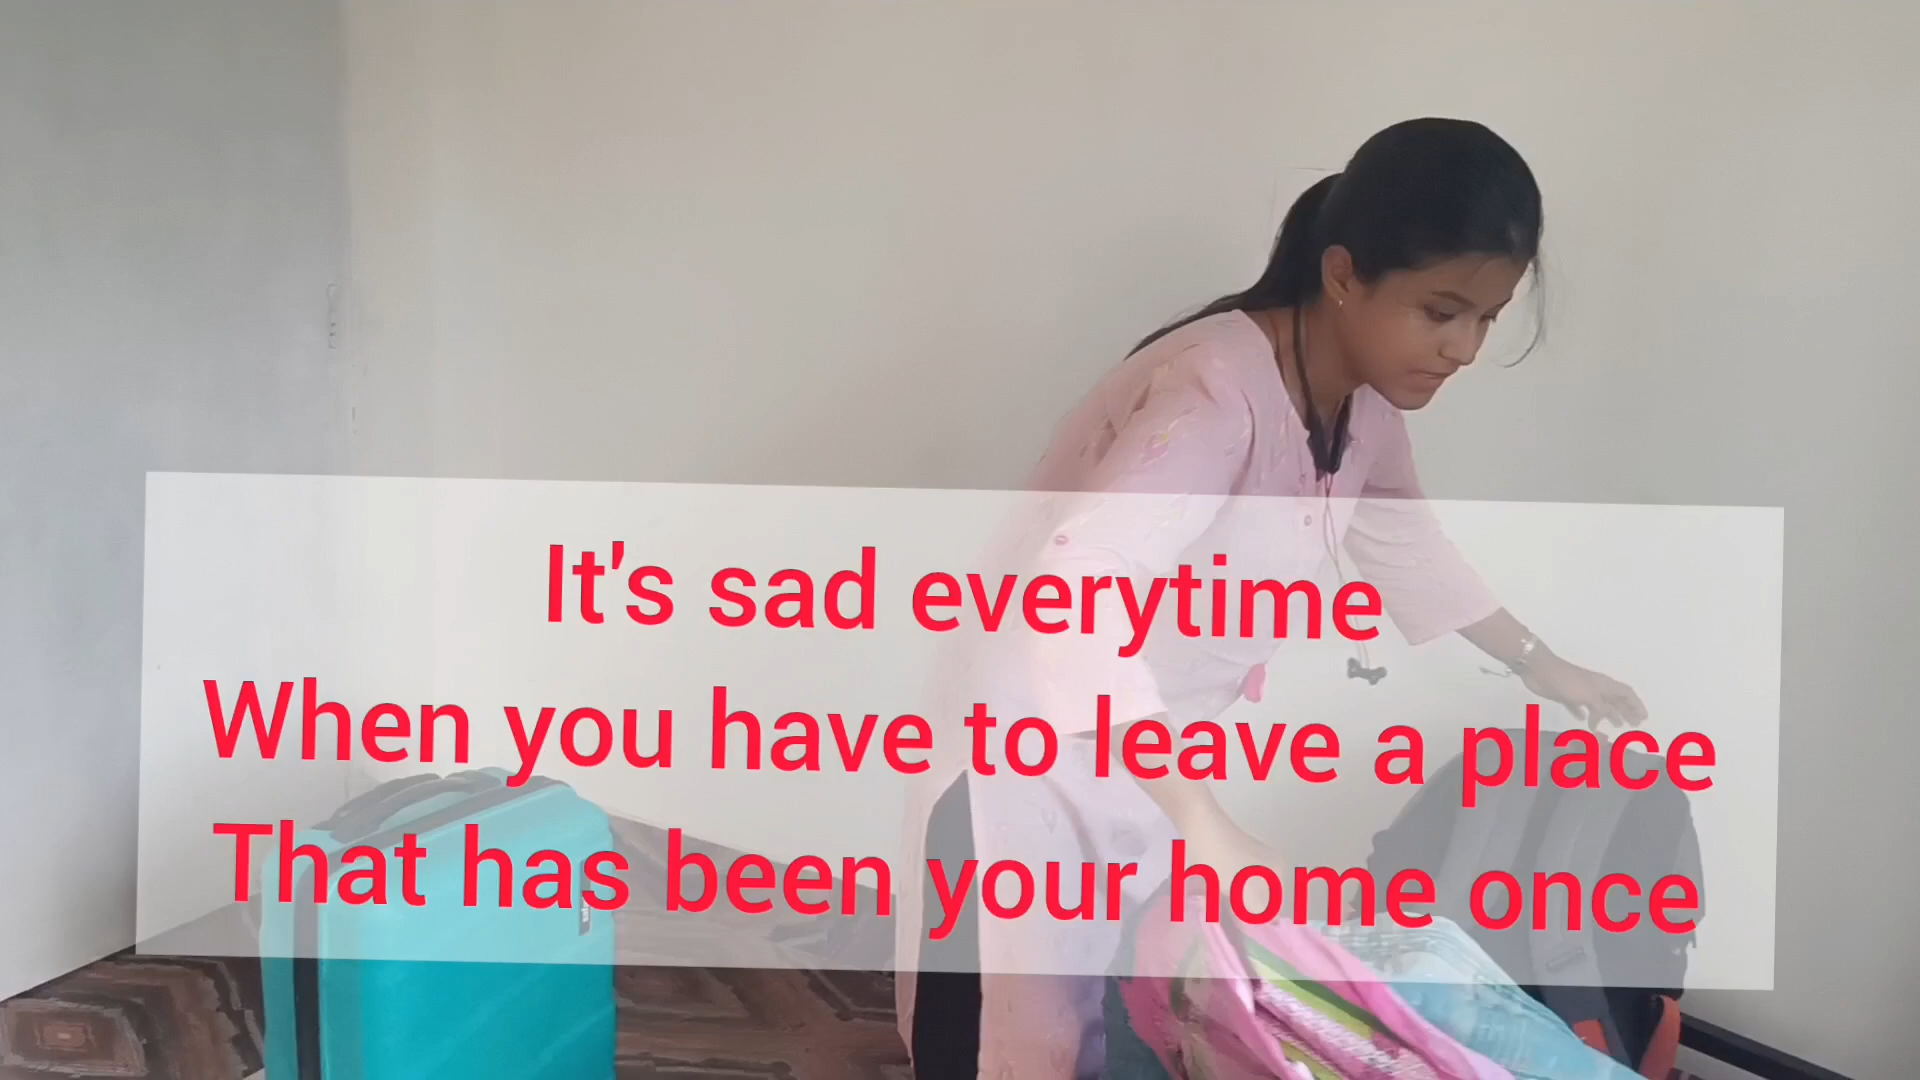 It's sad everytime
When you have to leave a place
That has been your home once